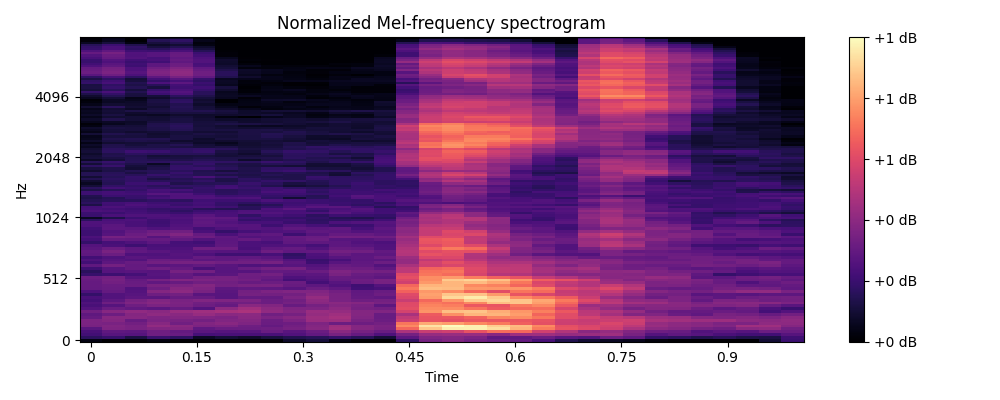 Normalized Mel-frequency spectrogram
Hz
4096
2048
1024
512
0
0 0.15 0.3 0.45 0.6 0.75 0.9
Time
+1 dB
+1 dB
+1 dB
+0 dB
+0 dB
+0 dB